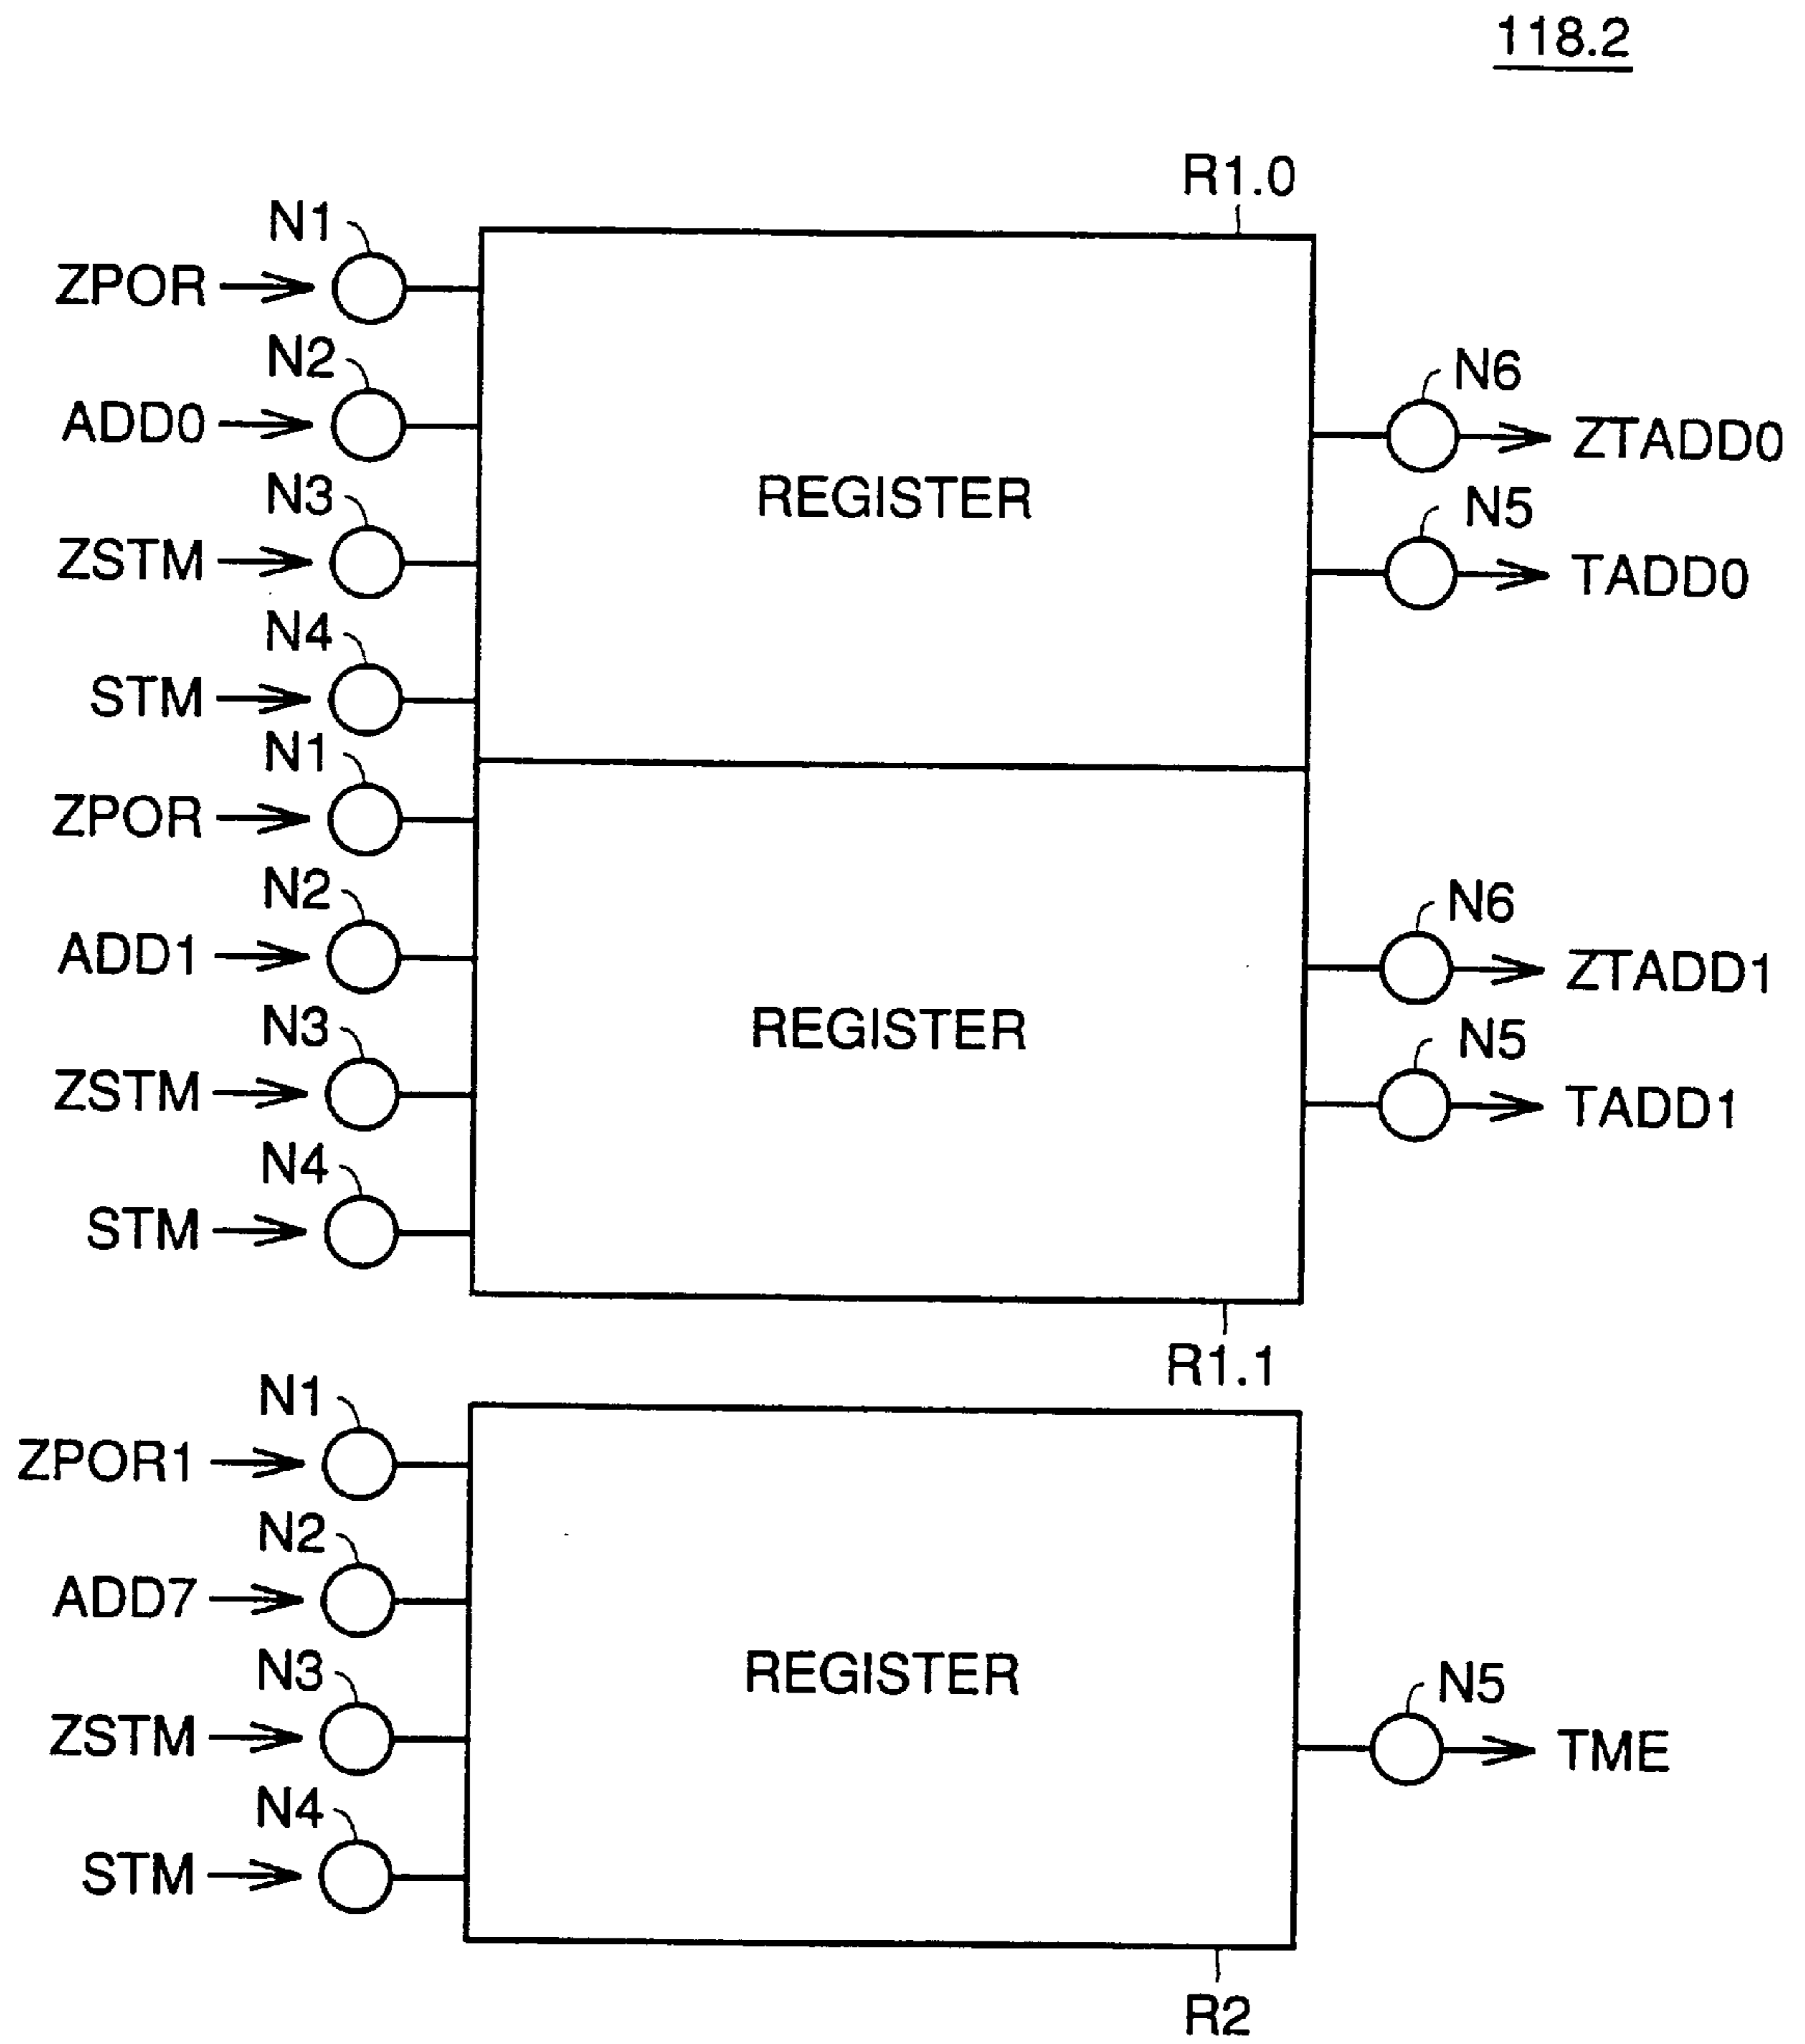 118.2
R1.0
N1
ZPOR
N2
ADD0
N3
ZSTM
N4
STM
REGISTER
N6
ZTADD0
N5
TADD0
N1
ZPOR
N2
ADD1
N3
ZSTM
N4
STM
REGISTER
N6
ZTADD1
N5
TADD1
R1.1
N1
ZPOR1
N2
ADD7
N3
ZSTM
N4
STM
REGISTER
N5
TME
R2